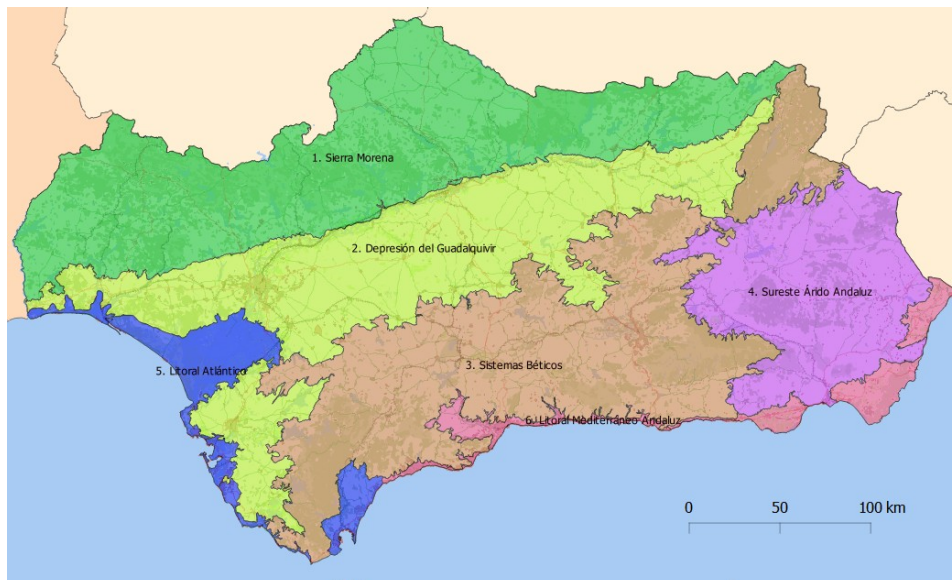 1. Sierra Morena
2. Depresión del Guadalquivir
4. Sureste Árido Andaluz
3. Sistemas Béticos
5. Litoral Atlántico
6. Litoral Mediterráneo Andaluz
0 50 100 km